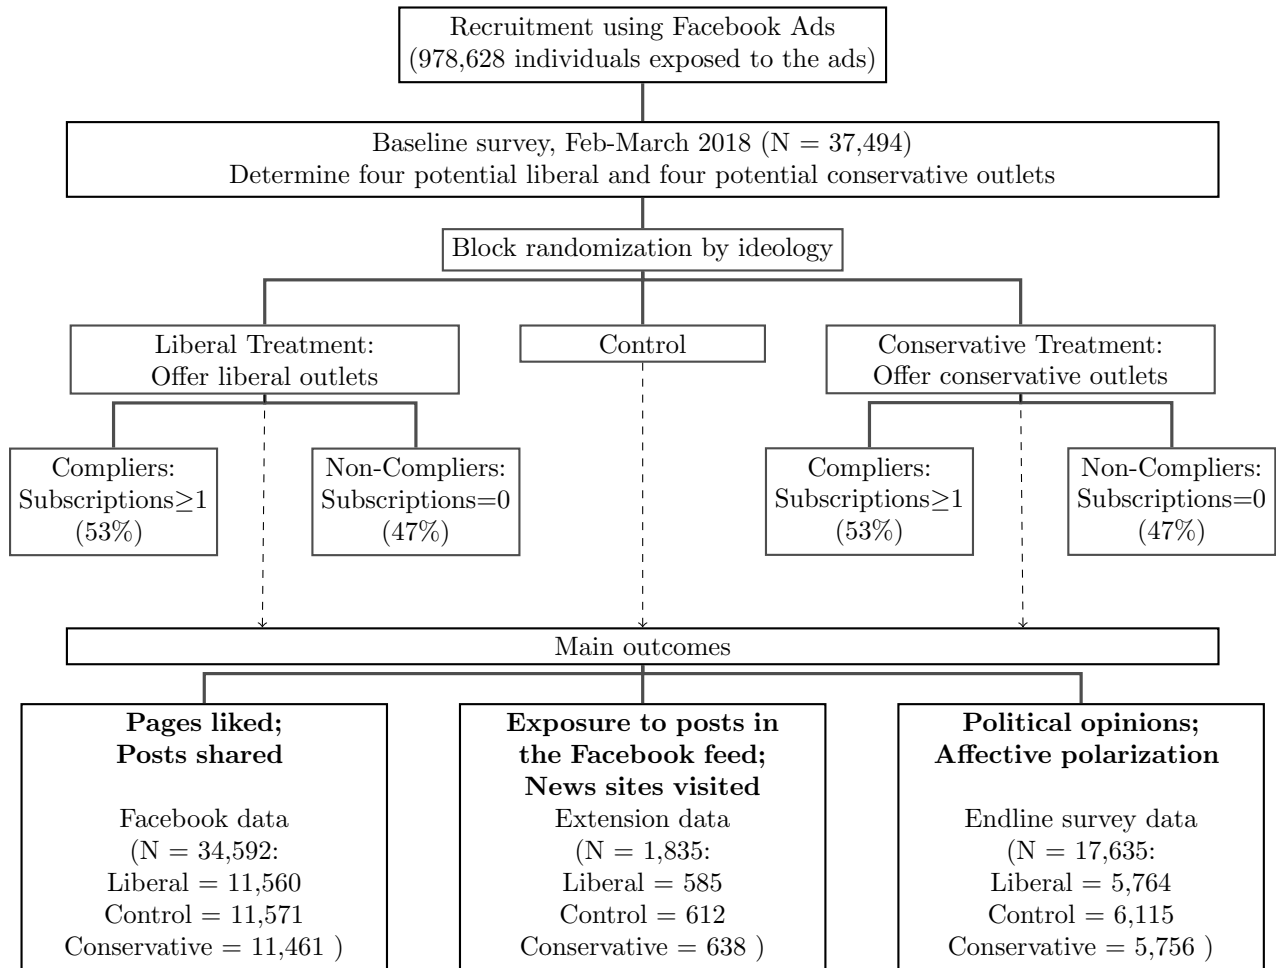 Recruitment using Facebook Ads
(978,628 individuals exposed to the ads)
Baseline survey, Feb-March 2018 (N = 37,494)
Determine four potential liberal and four potential conservative outlets
Block randomization by ideology
Liberal Treatment:
Offer liberal outlets
Control
Conservative Treatment:
Offer conservative outlets
Compliers:
Subscriptions≥1
(53%)
Non-Compliers:
Subscriptions=0
(47%)
Compliers:
Subscriptions≥1
(53%)
Non-Compliers:
Subscriptions=0
(47%)
Main outcomes
Pages liked;
Posts shared
Facebook data
(N = 34,592:
Liberal = 11,560
Control = 11,571
Conservative = 11,461 )
Exposure to posts in
the Facebook feed;
News sites visited
Extension data
(N = 1,835:
Liberal = 585
Control = 612
Conservative = 638 )
Political opinions;
Affective polarization
Endline survey data
(N = 17,635:
Liberal = 5,764
Control = 6,115
Conservative = 5,756 )